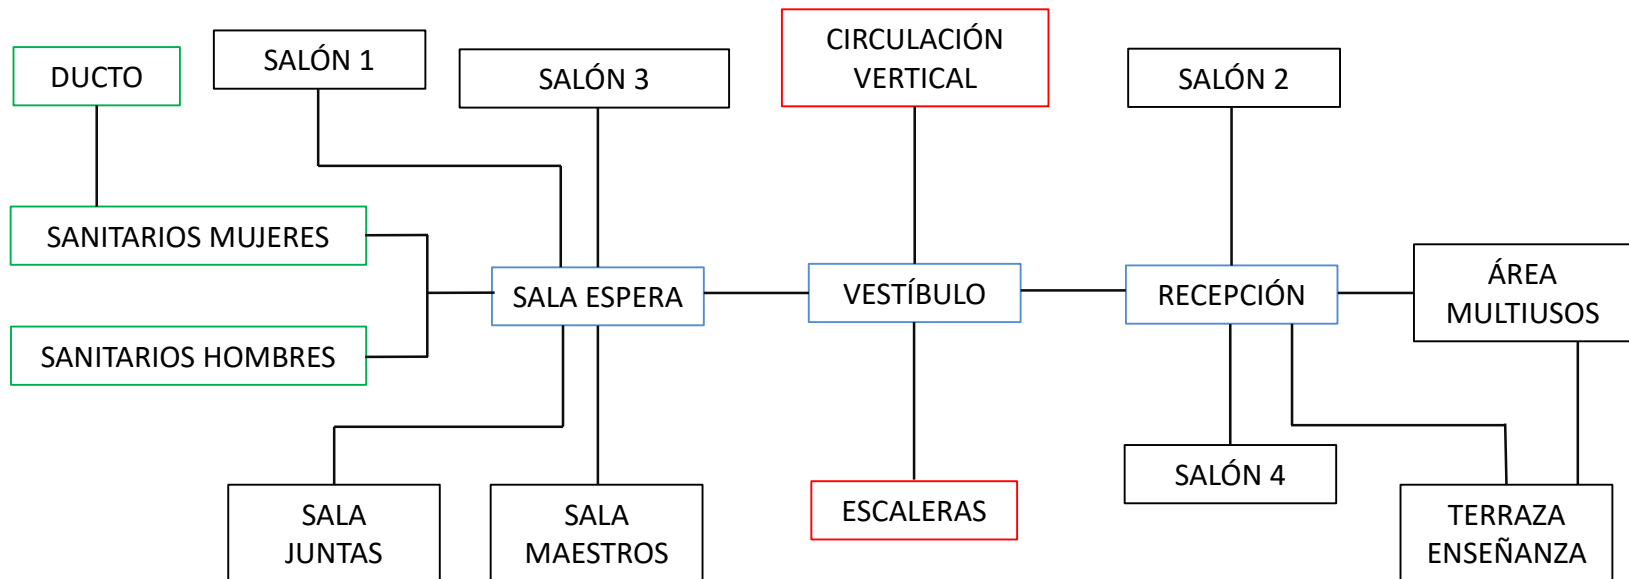 DUCTO
SALÓN 1
SALÓN 3
CIRCULACIÓN
VERTICAL
SALÓN 2
SANITARIOS MUJERES
SANITARIOS HOMBRES
SALA ESPERA
VESTÍBULO
RECEPCIÓN
ÁREA
MULTIUSOS
SALA
JUNTAS
SALA
MAESTROS
ESCALERAS
SALÓN 4
TERRAZA
ENSEÑANZA